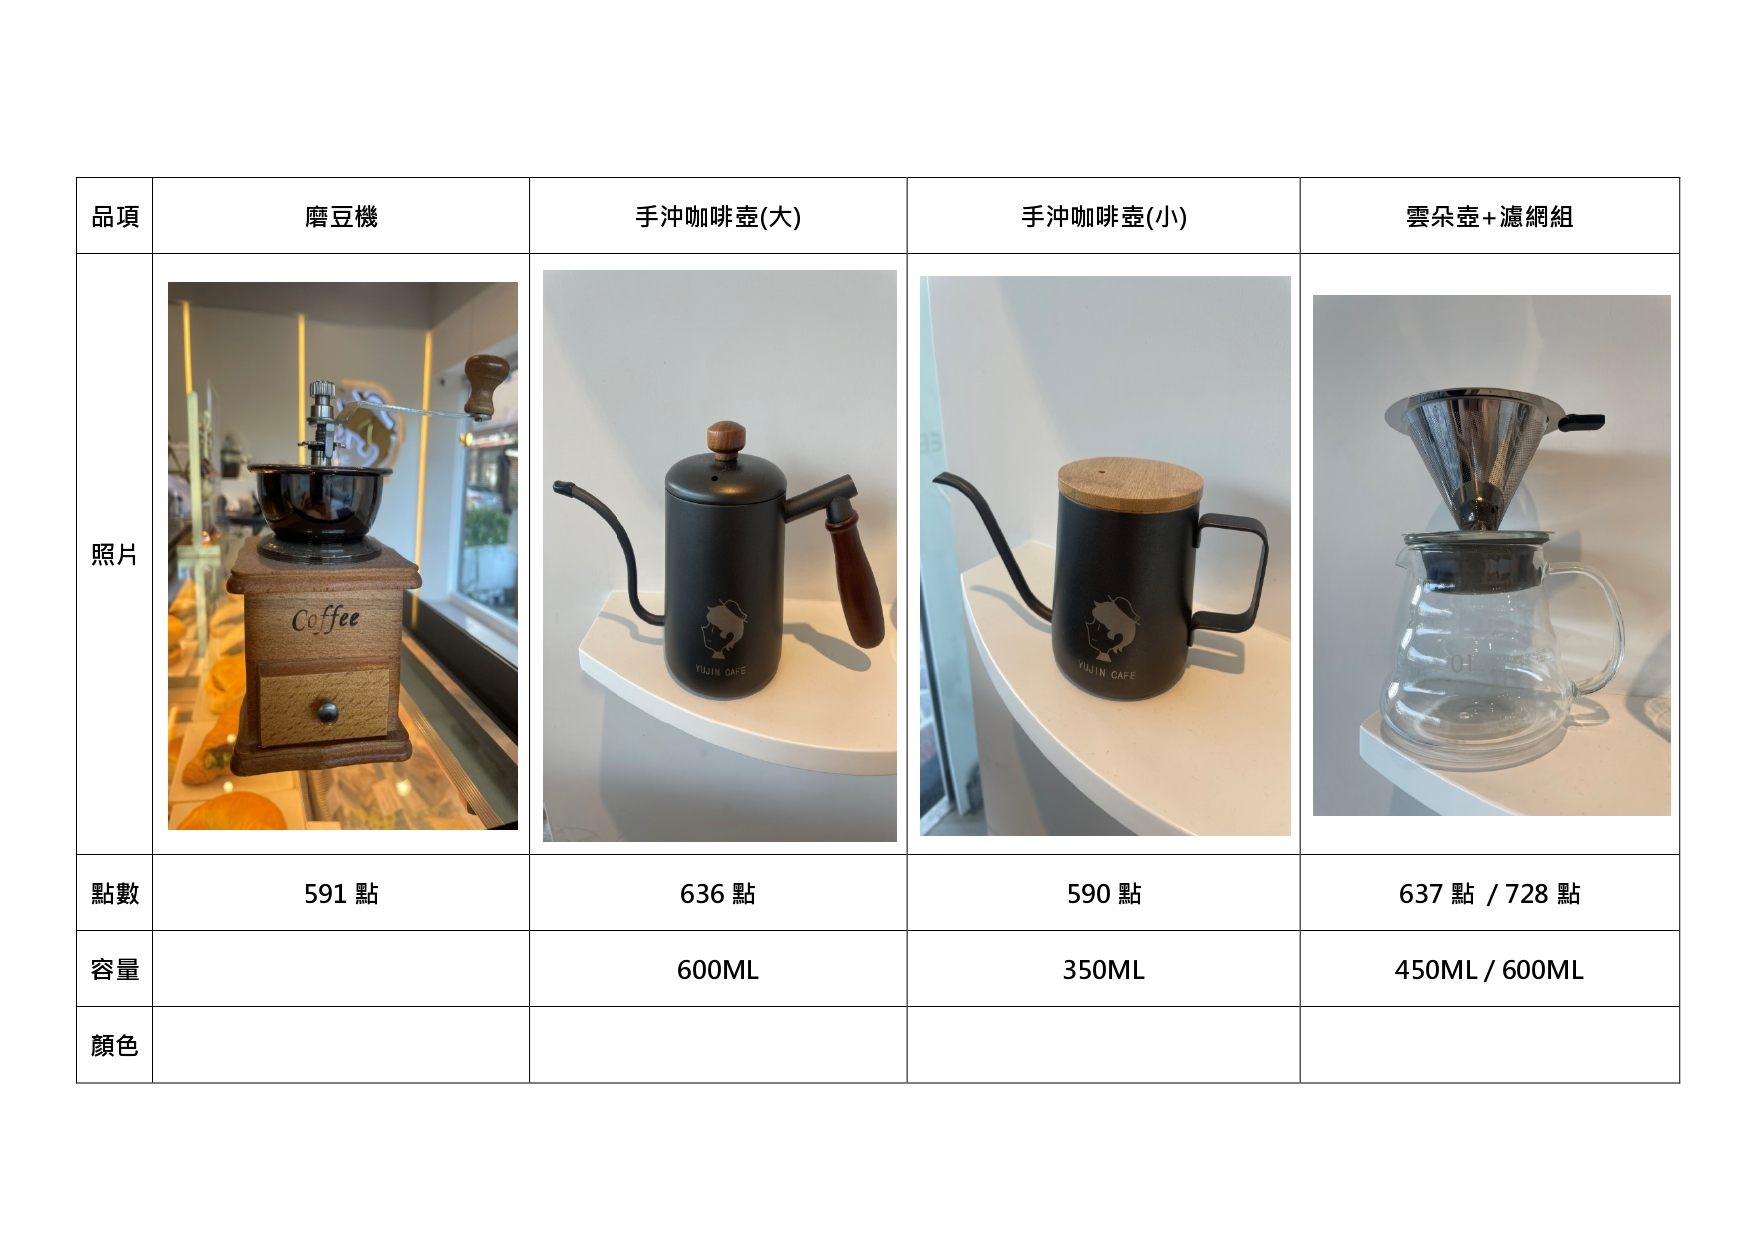 品項 磨豆機 手沖咖啡壺(大) 手沖咖啡壺(小) 雲朵壺+濾網組
照片
Coffee
YUJIN CAFE
YUJIN CAFE
點數 591 點 636 點 590 點 637 點 / 728 點
容量 600ML 350ML 450ML / 600ML
顏色